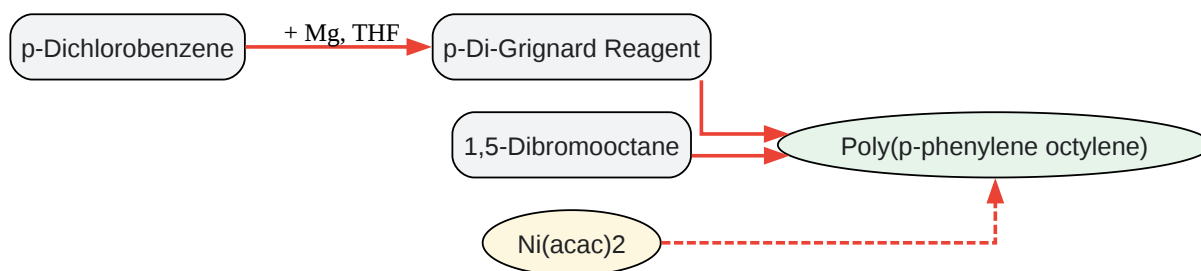 p-Dichlorobenzene
+ Mg, THF
p-Di-Grignard Reagent
1,5-Dibromooctane
Poly(p-phenylene octylene)
Ni(acac)2